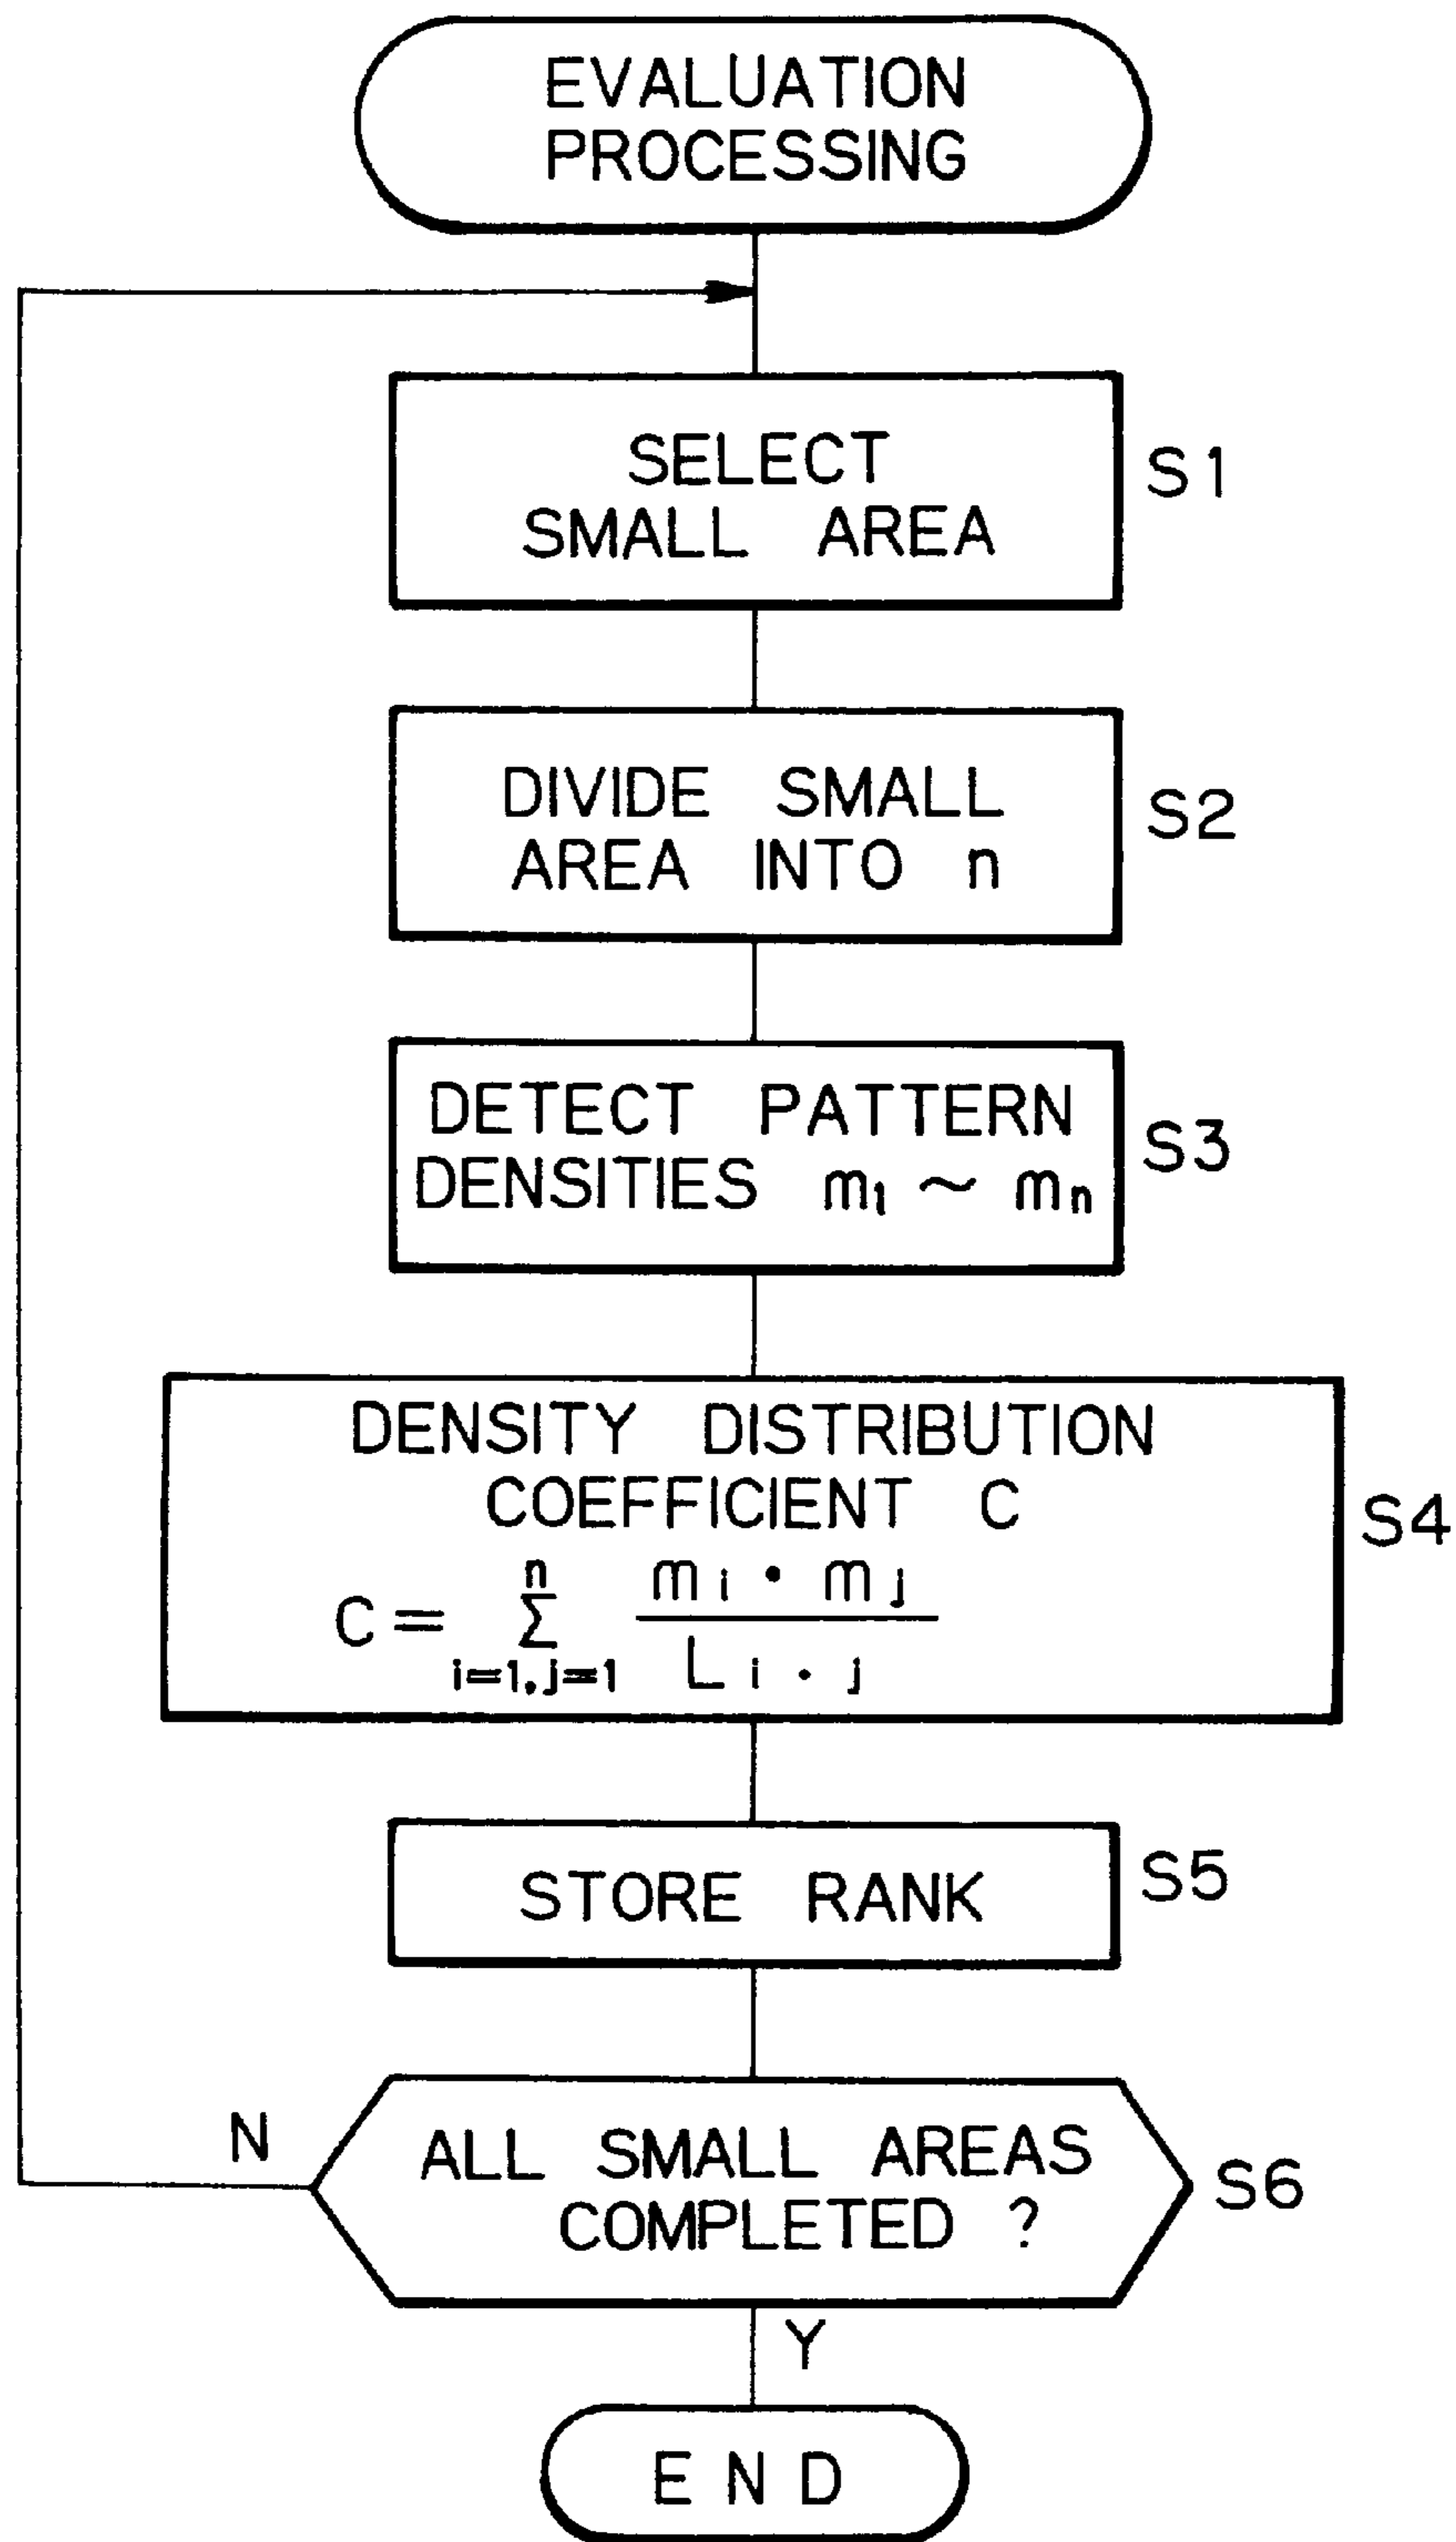 EVALUATION
PROCESSING
SELECT
SMALL AREA
S1
DIVIDE SMALL
AREA INTO n
S2
DETECT PATTERN
DENSITIES m₁ ~ mₙ
S3
DENSITY DISTRIBUTION
COEFFICIENT C
C = Σ (i=1, j=1 → n) mᵢ · mⱼ / Lᵢ · ⱼ
S4
STORE RANK
S5
ALL SMALL AREAS
COMPLETED ?
S6
N
Y
END